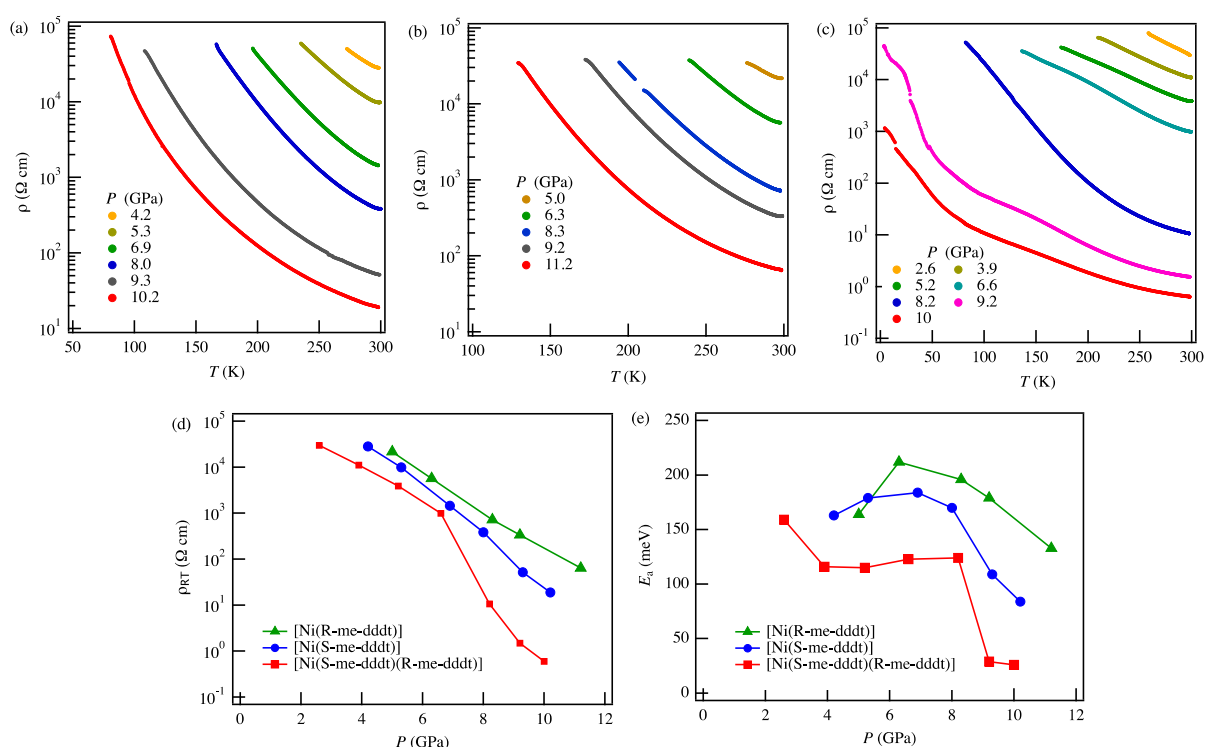 (a)
10^5
10^4
10^3
10^2
10^1
ρ (Ω cm)
P (GPa)
4.2
5.3
6.9
8.0
9.3
10.2
50 100 150 200 250 300
T (K)
(b)
10^5
10^4
10^3
10^2
10^1
ρ (Ω cm)
P (GPa)
5.0
6.3
8.3
9.2
11.2
100 150 200 250 300
T (K)
(c)
10^5
10^4
10^3
10^2
10^1
10^0
10^-1
ρ (Ω cm)
P (GPa)
2.6 3.9
5.2 6.6
8.2 9.2
10
0 50 100 150 200 250 300
T (K)
(d)
10^5
10^4
10^3
10^2
10^1
10^0
10^-1
ρRT (Ω cm)
[Ni(R-me-dddt)]
[Ni(S-me-dddt)]
[Ni(S-me-dddt)(R-me-dddt)]
0 2 4 6 8 10 12
P (GPa)
(e)
250
200
150
100
50
0
Ea (meV)
[Ni(R-me-dddt)]
[Ni(S-me-dddt)]
[Ni(S-me-dddt)(R-me-dddt)]
0 2 4 6 8 10 12
P (GPa)